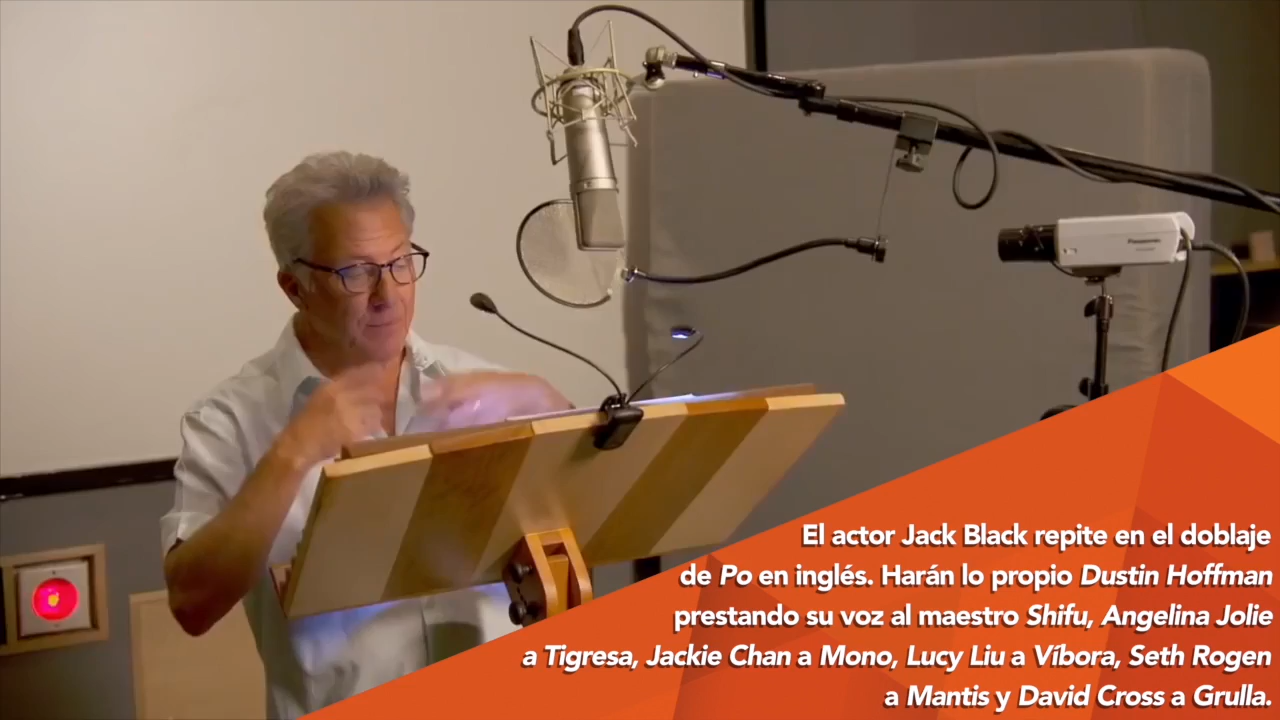 Panasonic
El actor Jack Black repite en el doblaje
de Po en inglés. Harán lo propio Dustin Hoffman
prestando su voz al maestro Shifu, Angelina Jolie
a Tigresa, Jackie Chan a Mono, Lucy Liu a Víbora, Seth Rogen
a Mantis y David Cross a Grulla.